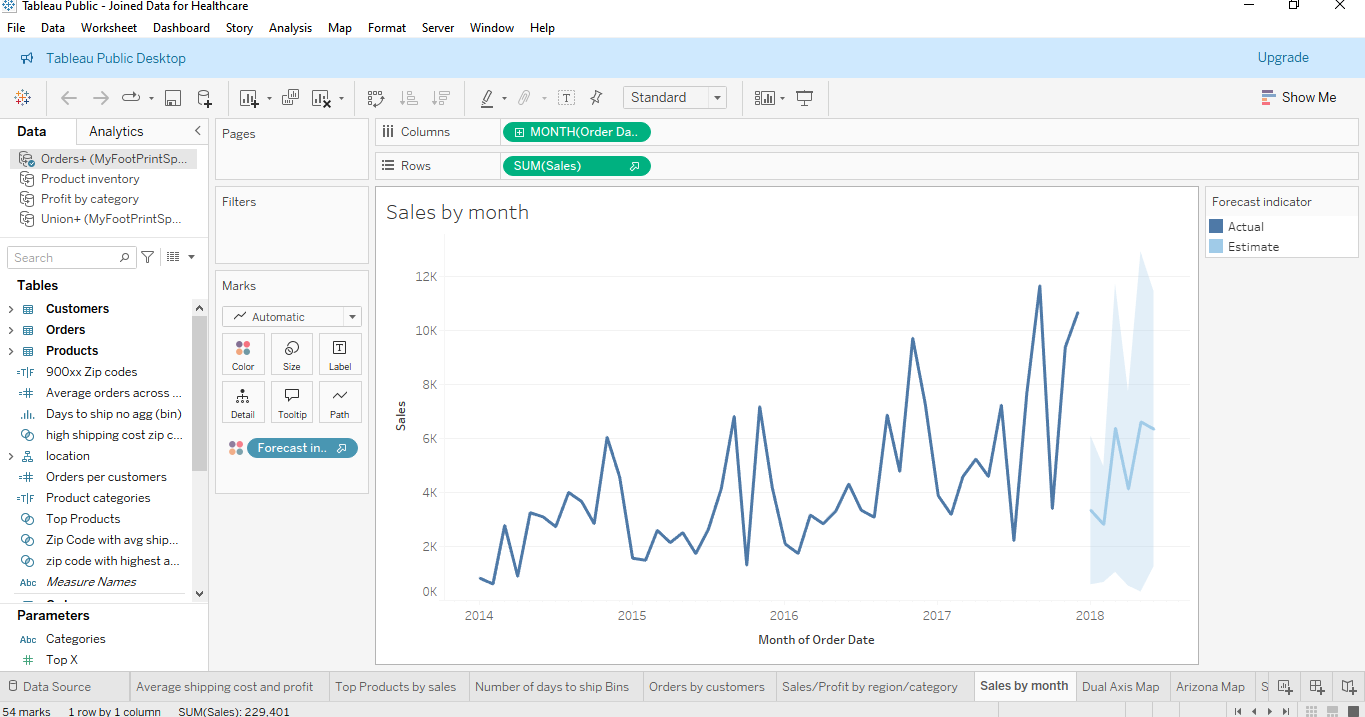 Tableau Public - Joined Data for Healthcare
File Data Worksheet Dashboard Story Analysis Map Format Server Window Help
Tableau Public Desktop
Upgrade
Standard
Show Me
Data
Analytics
Orders+ (MyFootPrintSp...
Product inventory
Profit by category
Union+ (MyFootPrintSp...
Search
Tables
Customers
Orders
Products
=T|F 900xx Zip codes
Average orders across ...
Days to ship no agg (bin)
high shipping cost zip c...
location
Orders per customers
=T|F Product categories
Top Products
Zip Code with avg ship...
zip code with highest a...
Abc Measure Names
Parameters
Abc Categories
# Top X
Pages
Filters
Marks
Automatic
Color
Size
Label
Detail
Tooltip
Path
Forecast in..
Columns
MONTH(Order Da..
Rows
SUM(Sales)
Sales by month
12K
10K
8K
6K
4K
2K
0K
Sales
2014
2015
2016
2017
2018
Month of Order Date
Forecast indicator
Actual
Estimate
Data Source
Average shipping cost and profit
Top Products by sales
Number of days to ship Bins
Orders by customers
Sales/Profit by region/category
Sales by month
Dual Axis Map
Arizona Map
S
54 marks
1 row by 1 column
SUM(Sales): 229,401